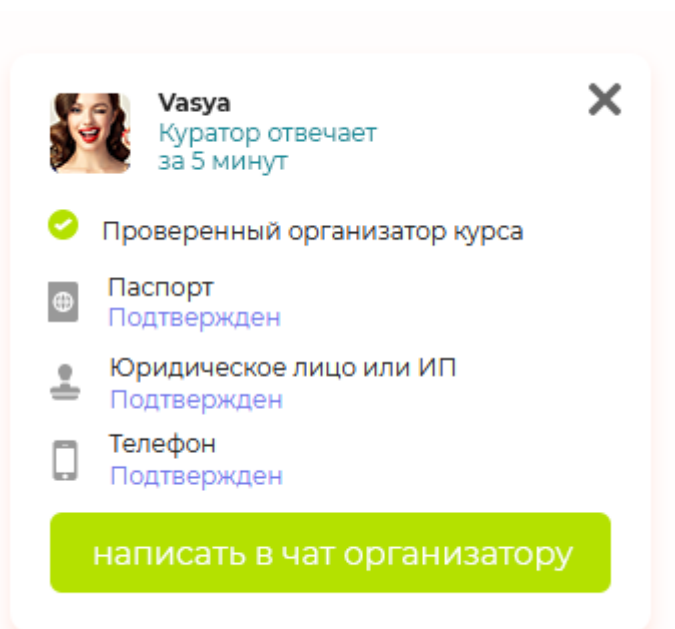 Vasya
Куратор отвечает
за 5 минут
Проверенный организатор курса
Паспорт
Подтвержден
Юридическое лицо или ИП
Подтвержден
Телефон
Подтвержден
написать в чат организатору